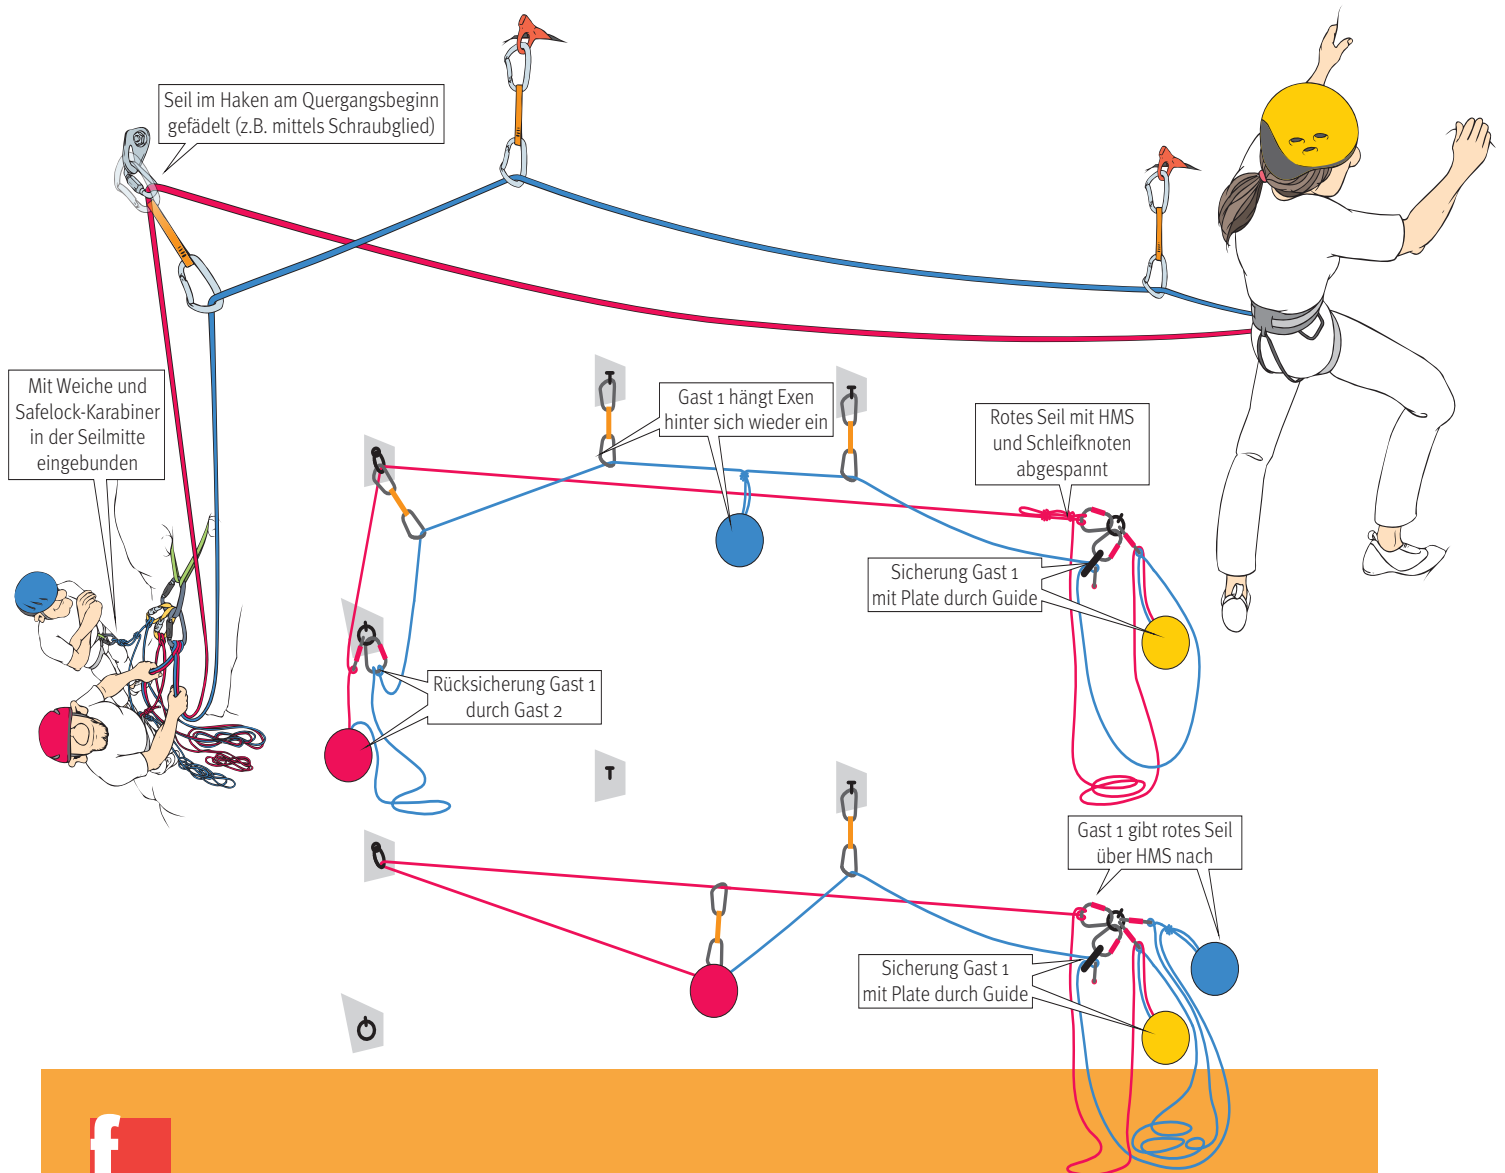 Seil im Haken am Quergangsbeginn
gefädelt (z.B. mittels Schraubglied)
Mit Weiche und
Safelock-Karabiner
in der Seilmitte
eingebunden
Gast 1 hängt Exen
hinter sich wieder ein
Rotes Seil mit HMS
und Schleifknoten
abgespannt
Sicherung Gast 1
mit Plate durch Guide
Rücksicherung Gast 1
durch Gast 2
Gast 1 gibt rotes Seil
über HMS nach
Sicherung Gast 1
mit Plate durch Guide
f